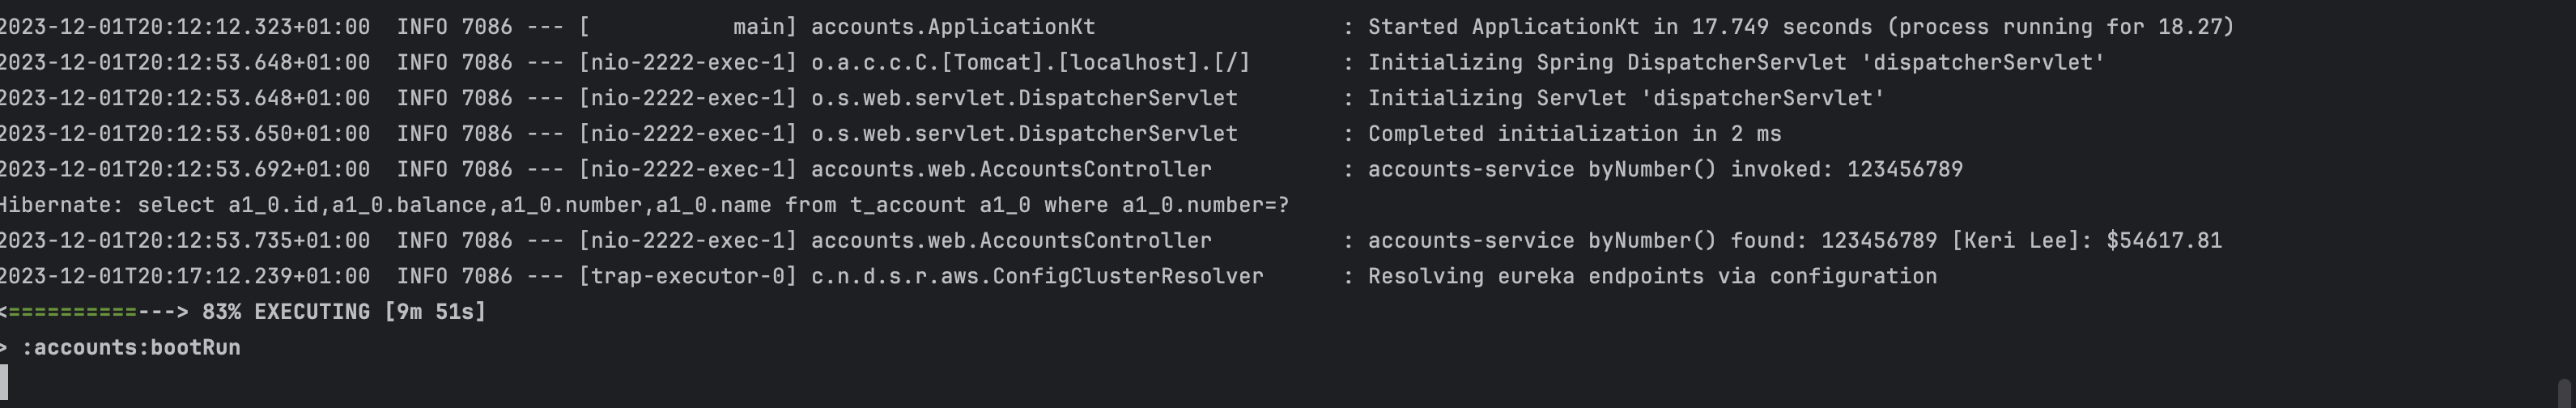 2023-12-01T20:12:12.323+01:00  INFO 7086 --- [           main] accounts.ApplicationKt                   : Started ApplicationKt in 17.749 seconds (process running for 18.27)
2023-12-01T20:12:53.648+01:00  INFO 7086 --- [nio-2222-exec-1] o.a.c.c.C.[Tomcat].[localhost].[/]       : Initializing Spring DispatcherServlet 'dispatcherServlet'
2023-12-01T20:12:53.648+01:00  INFO 7086 --- [nio-2222-exec-1] o.s.web.servlet.DispatcherServlet        : Initializing Servlet 'dispatcherServlet'
2023-12-01T20:12:53.650+01:00  INFO 7086 --- [nio-2222-exec-1] o.s.web.servlet.DispatcherServlet        : Completed initialization in 2 ms
2023-12-01T20:12:53.692+01:00  INFO 7086 --- [nio-2222-exec-1] accounts.web.AccountsController          : accounts-service byNumber() invoked: 123456789
Hibernate: select a1_0.id,a1_0.balance,a1_0.number,a1_0.name from t_account a1_0 where a1_0.number=?
2023-12-01T20:12:53.735+01:00  INFO 7086 --- [nio-2222-exec-1] accounts.web.AccountsController          : accounts-service byNumber() found: 123456789 [Keri Lee]: $54617.81
2023-12-01T20:17:12.239+01:00  INFO 7086 --- [trap-executor-0] c.n.d.s.r.aws.ConfigClusterResolver      : Resolving eureka endpoints via configuration
<==========---> 83% EXECUTING [9m 51s]
> :accounts:bootRun